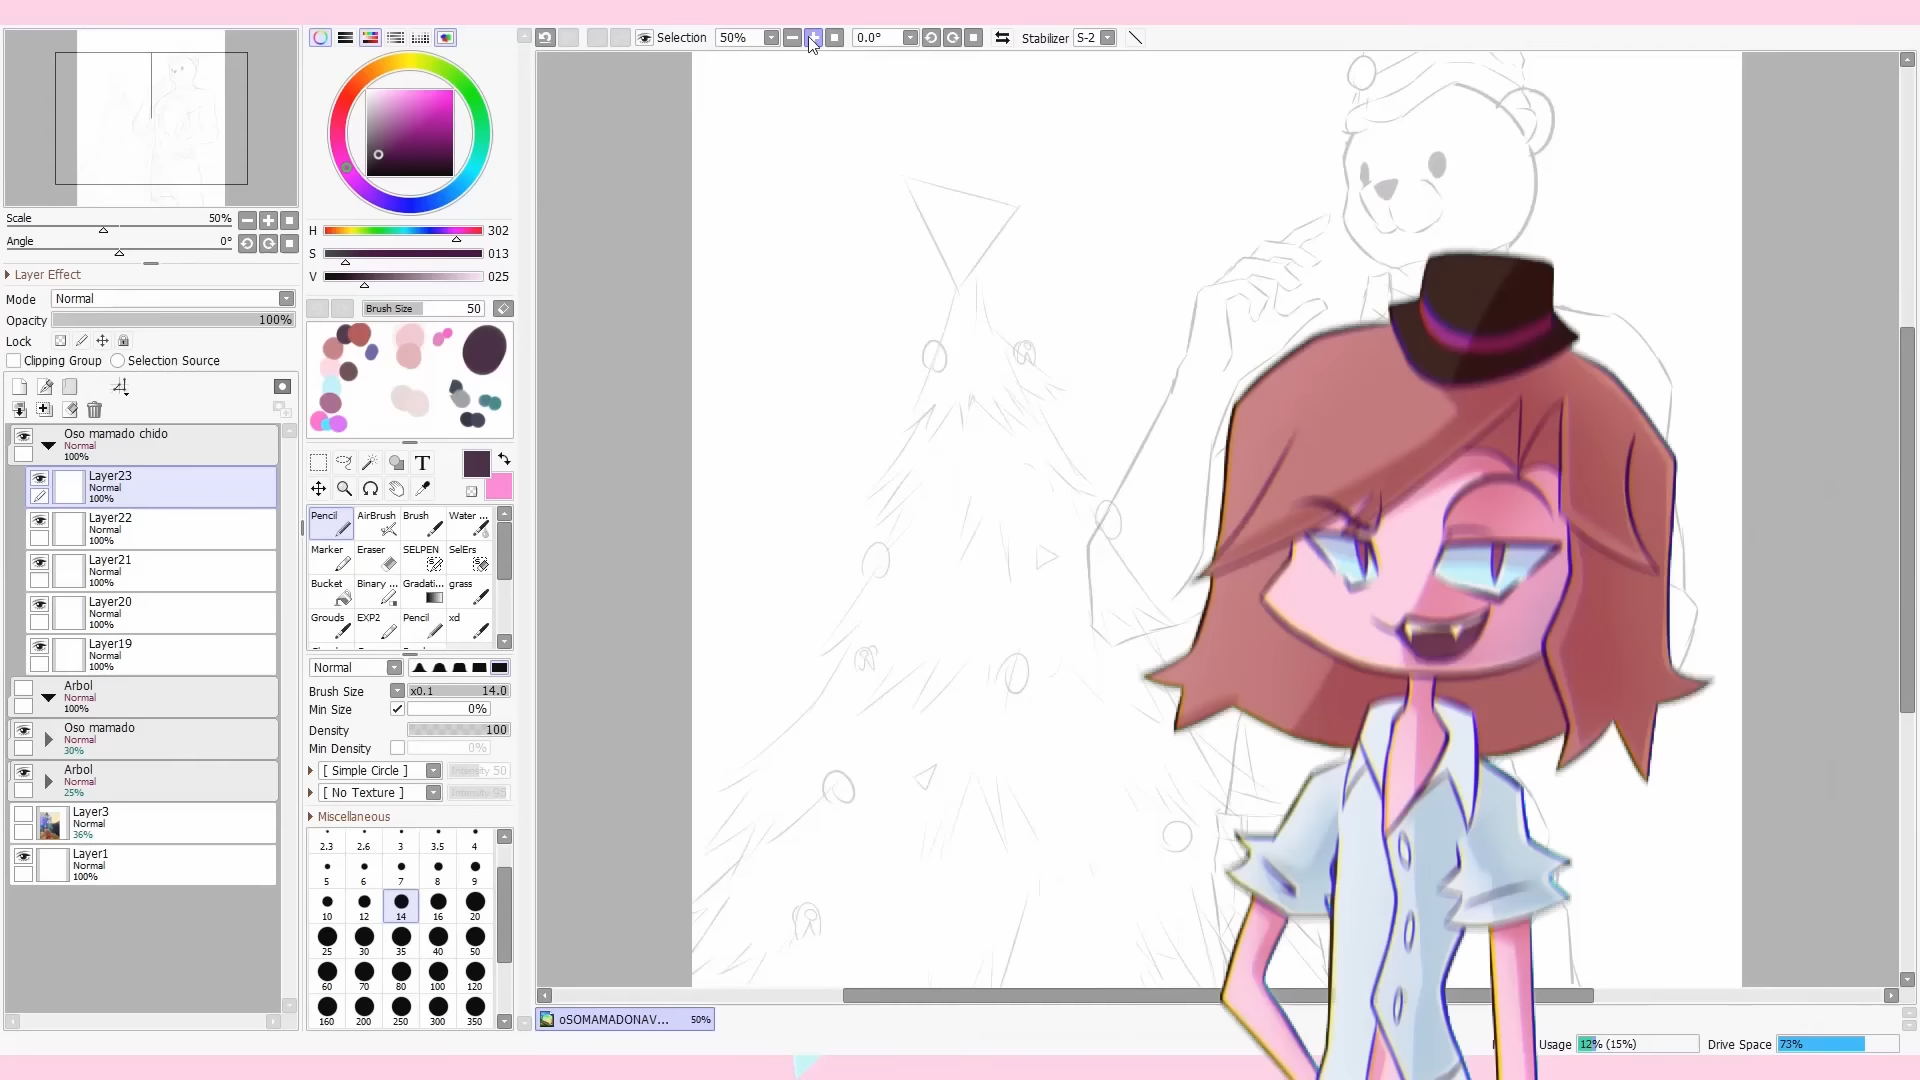 Selection 50% 0.0° Stabilizer S-2
Scale 50%
Angle 0°
Layer Effect
Mode Normal
Opacity 100%
Lock
Clipping Group Selection Source
Oso mamado chido
Normal
100%
Layer23
Normal
100%
Layer22
Normal
100%
Layer21
Normal
100%
Layer20
Normal
100%
Layer19
Normal
100%
Arbol
Normal
100%
Oso mamado
Normal
30%
Arbol
Normal
25%
Layer3
Normal
36%
Layer1
Normal
100%
H 302
S 013
V 025
Brush Size 50
T
Pencil AirBrush Brush Water ...
Marker Eraser SELPEN SelErs
Bucket Binary ... Gradati... grass
Grouds EXP2 Pencil xd
Normal
Brush Size x0.1 14.0
Min Size 0%
Density 100
Min Density 0%
[ Simple Circle ] Intensity 50
[ No Texture ] Intensity 95
Miscellaneous
2.3 2.6 3 3.5 4
5 6 7 8 9
10 12 14 16 20
25 30 35 40 50
60 70 80 100 120
160 200 250 300 350
oSOMAMADONAV... 50%
Usage 12% (15%) Drive Space 73%